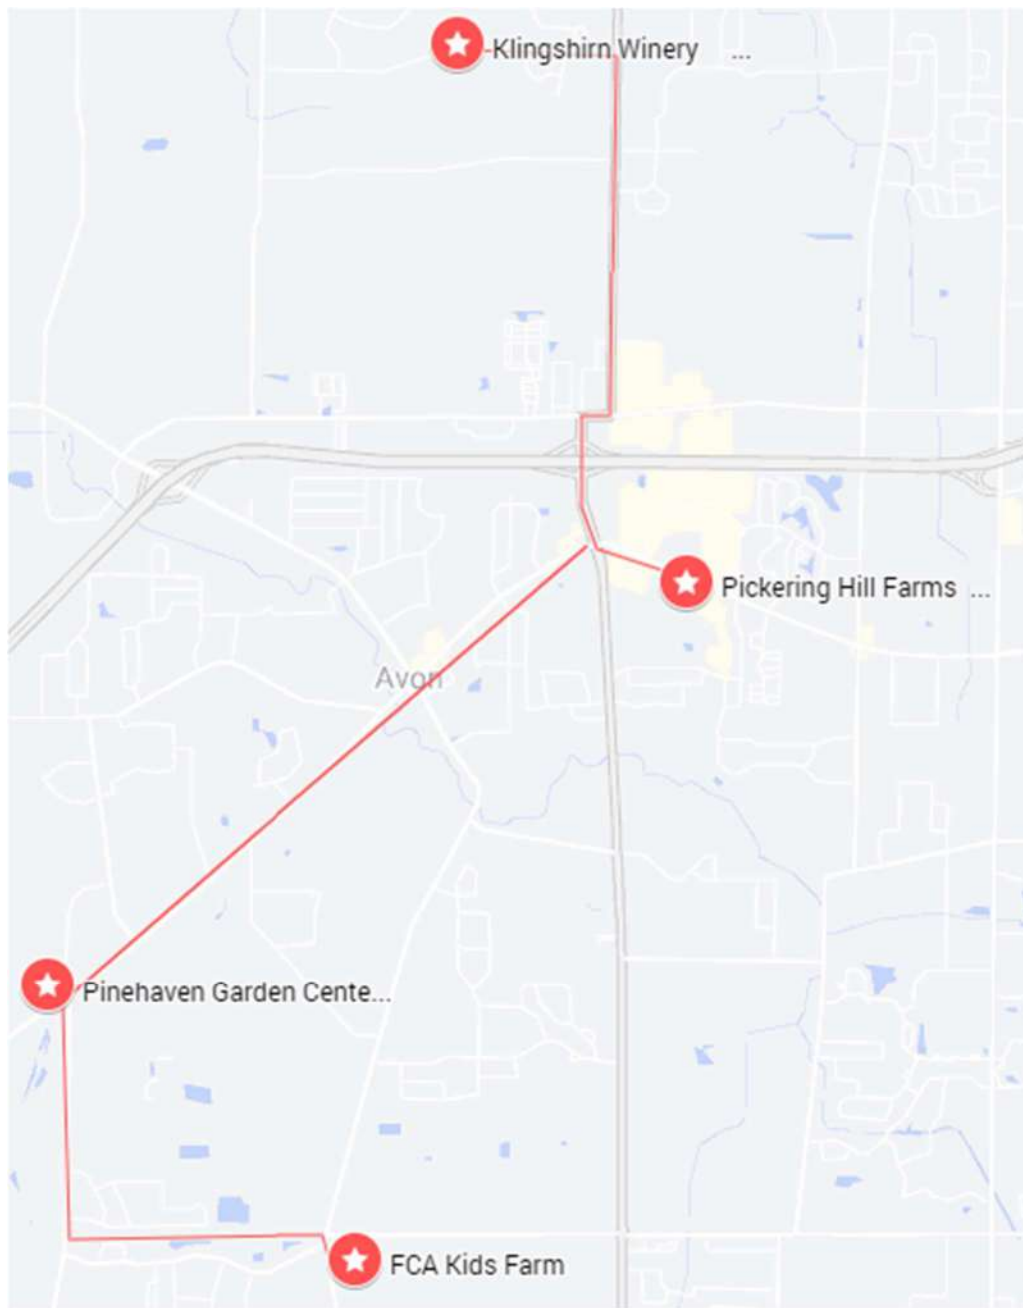 Klingshirn Winery ...
Pickering Hill Farms ...
Avon
Pinehaven Garden Cente...
FCA Kids Farm